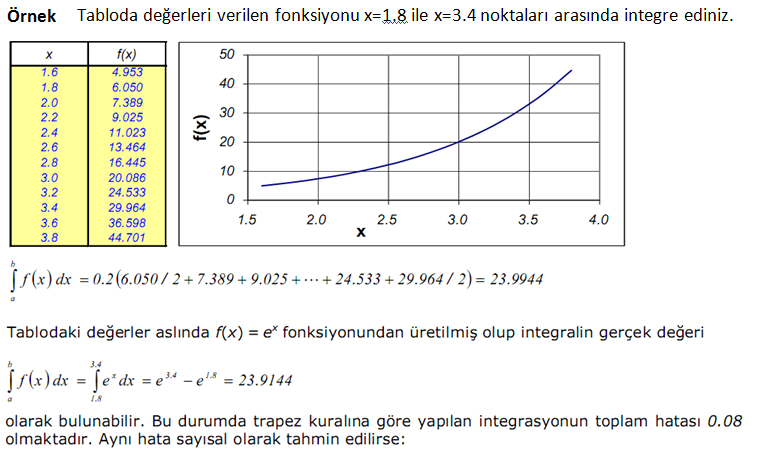 Örnek Tabloda değerleri verilen fonksiyonu x=1.8 ile x=3.4 noktaları arasında integre ediniz.
x f(x)
1.6 4.953
1.8 6.050
2.0 7.389
2.2 9.025
2.4 11.023
2.6 13.464
2.8 16.445
3.0 20.086
3.2 24.533
3.4 29.964
3.6 36.598
3.8 44.701
50
40
30
20
10
0
f(x)
1.5 2.0 2.5 3.0 3.5 4.0
x
∫_a^b f(x) dx = 0.2(6.050 / 2 + 7.389 + 9.025 + ⋯ + 24.533 + 29.964 / 2) = 23.9944
Tablodaki değerler aslında f(x) = e^x fonksiyonundan üretilmiş olup integralin gerçek değeri
∫_a^b f(x) dx = ∫_1.8^3.4 e^x dx = e^3.4 − e^1.8 = 23.9144
olarak bulunabilir. Bu durumda trapez kuralına göre yapılan integrasyonun toplam hatası 0.08
olmaktadır. Aynı hata sayısal olarak tahmin edilirse: